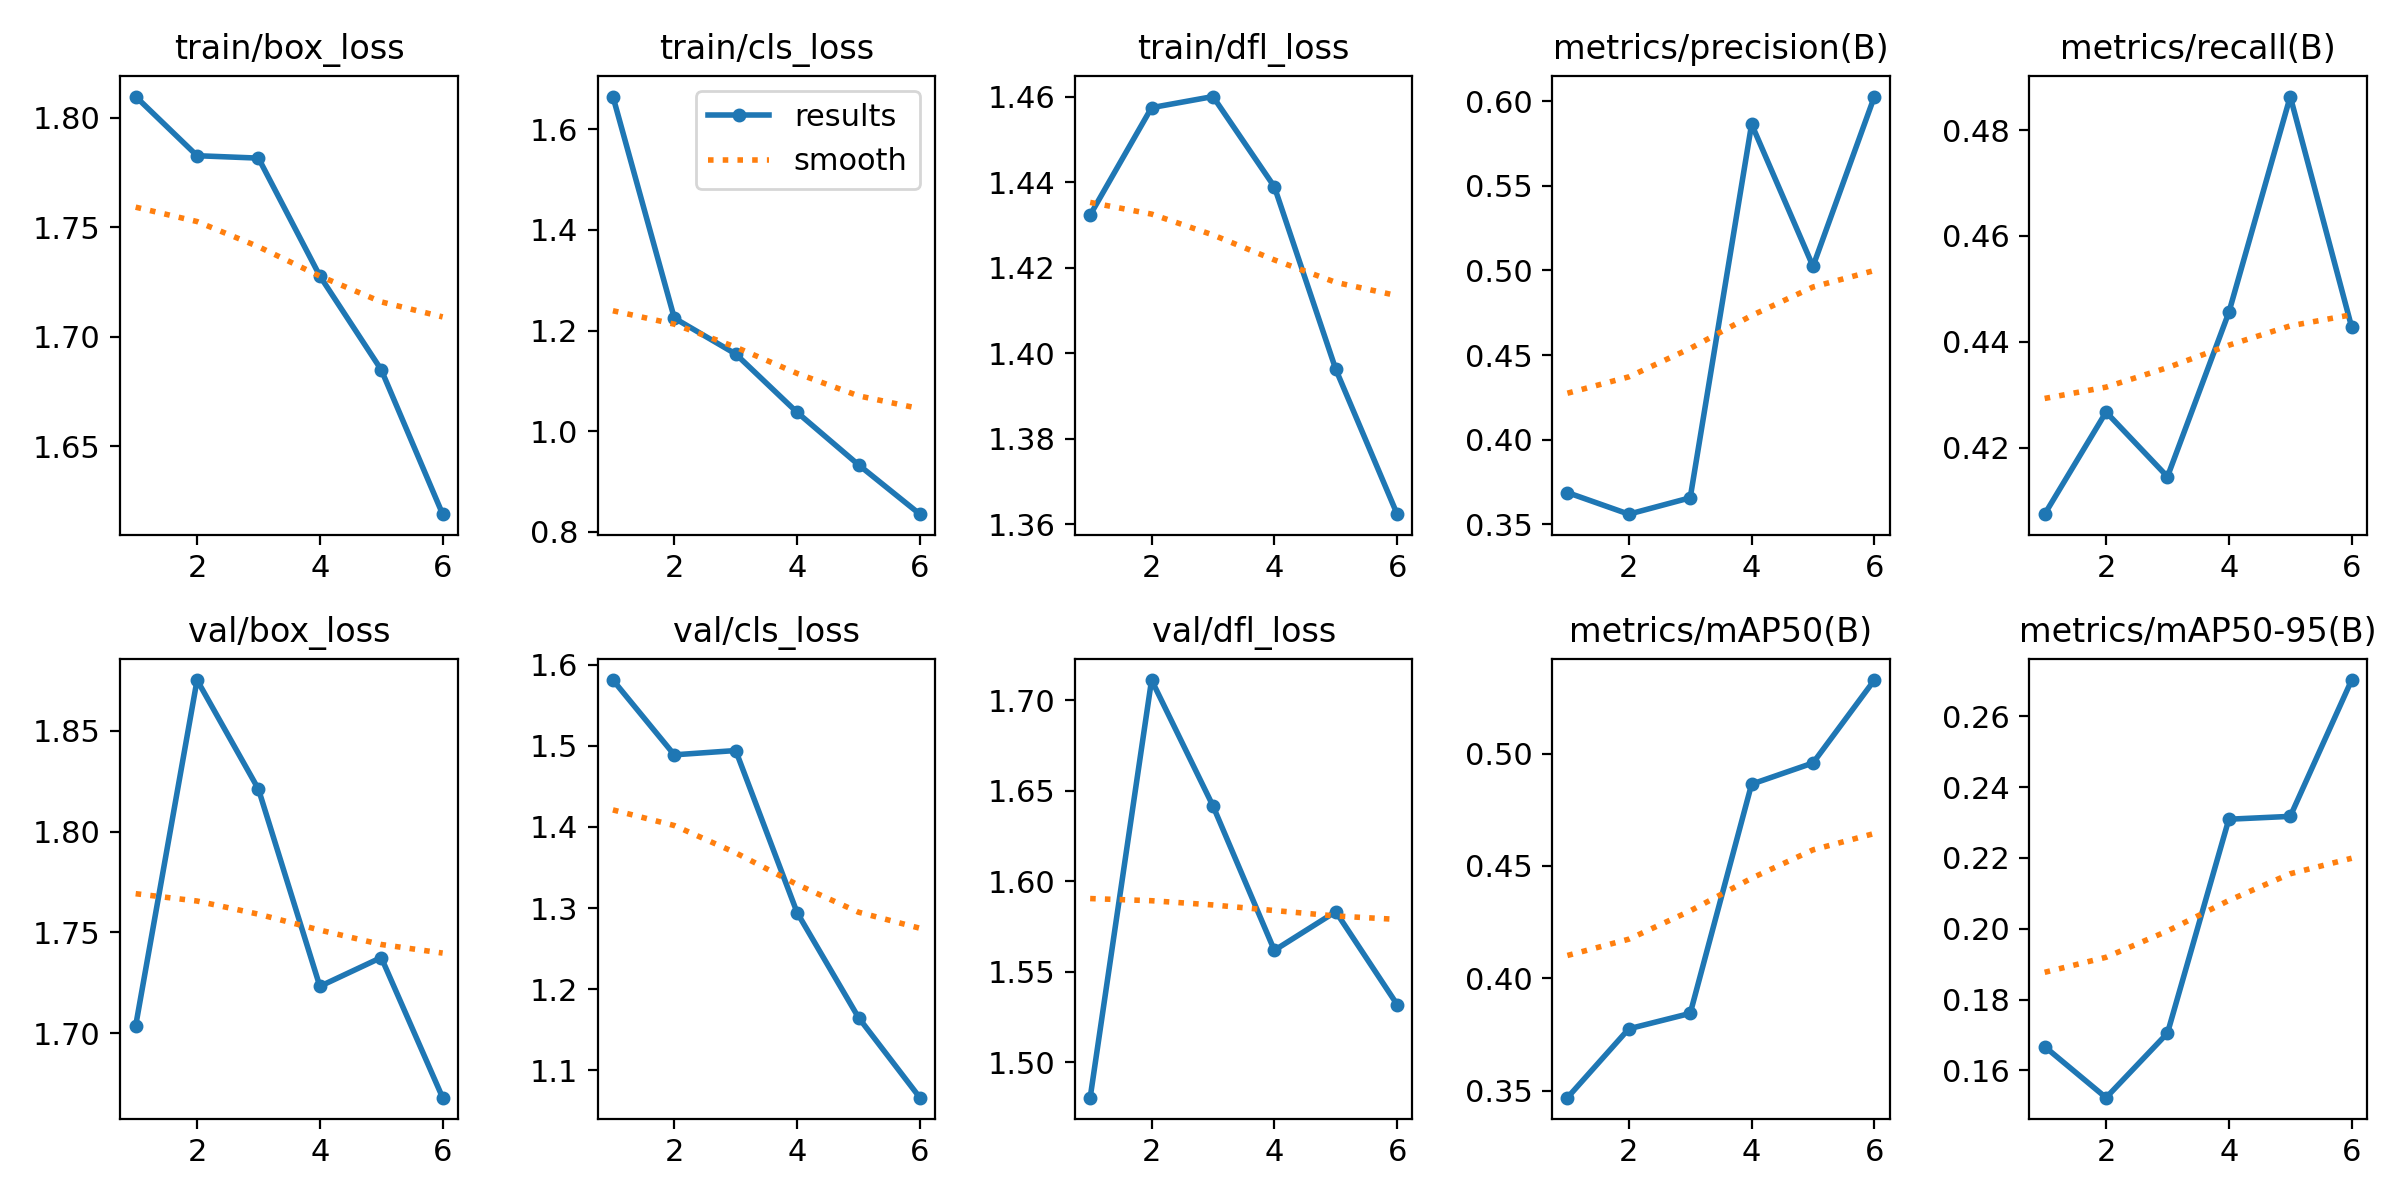 train/box_loss
1.80
1.75
1.70
1.65
2 4 6
train/cls_loss
results
smooth
1.6
1.4
1.2
1.0
0.8
2 4 6
train/dfl_loss
1.46
1.44
1.42
1.40
1.38
1.36
2 4 6
metrics/precision(B)
0.60
0.55
0.50
0.45
0.40
0.35
2 4 6
metrics/recall(B)
0.48
0.46
0.44
0.42
2 4 6
val/box_loss
1.85
1.80
1.75
1.70
2 4 6
val/cls_loss
1.6
1.5
1.4
1.3
1.2
1.1
2 4 6
val/dfl_loss
1.70
1.65
1.60
1.55
1.50
2 4 6
metrics/mAP50(B)
0.50
0.45
0.40
0.35
2 4 6
metrics/mAP50-95(B)
0.26
0.24
0.22
0.20
0.18
0.16
2 4 6